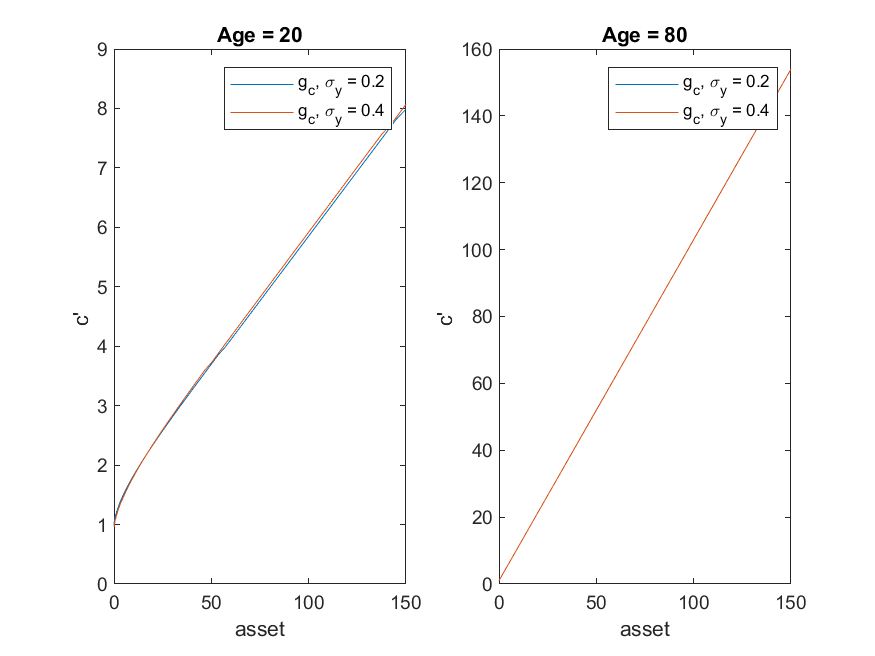 Age = 20
g_c, σ_y = 0.2
g_c, σ_y = 0.4
9
8
7
6
5
4
3
2
1
0
c'
0 50 100 150
asset
Age = 80
g_c, σ_y = 0.2
g_c, σ_y = 0.4
160
140
120
100
80
60
40
20
0
c'
0 50 100 150
asset